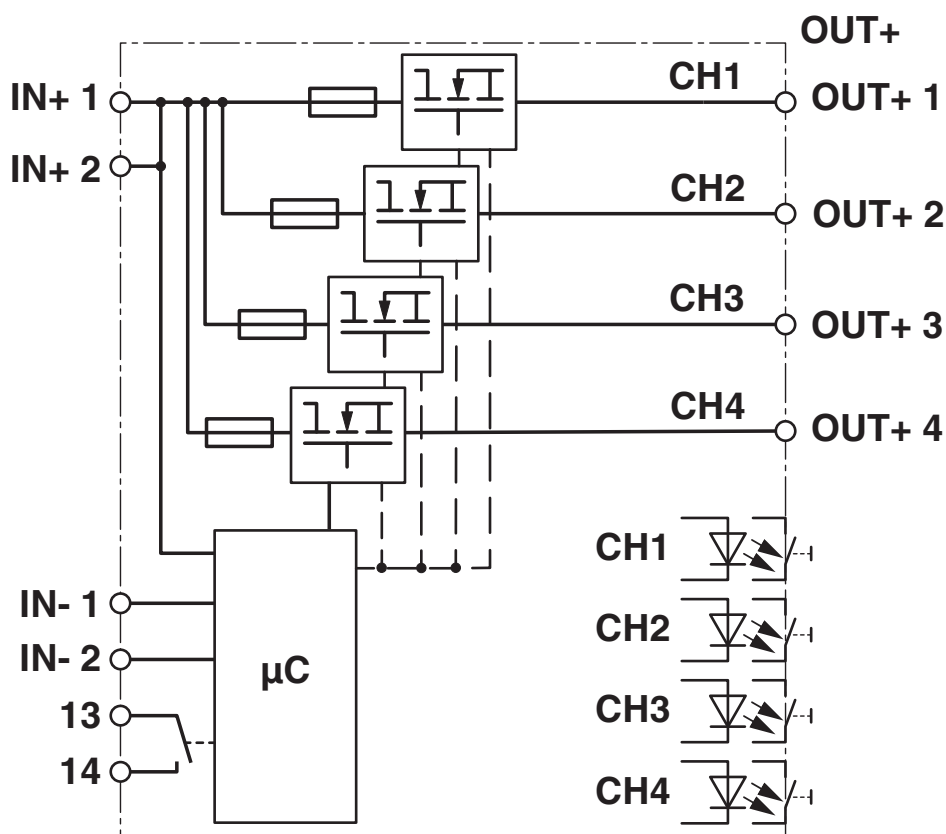 OUT+
IN+ 1
CH1
OUT+ 1
IN+ 2
CH2
OUT+ 2
CH3
OUT+ 3
CH4
OUT+ 4
CH1
IN- 1
CH2
IN- 2
µC
13
CH3
14
CH4